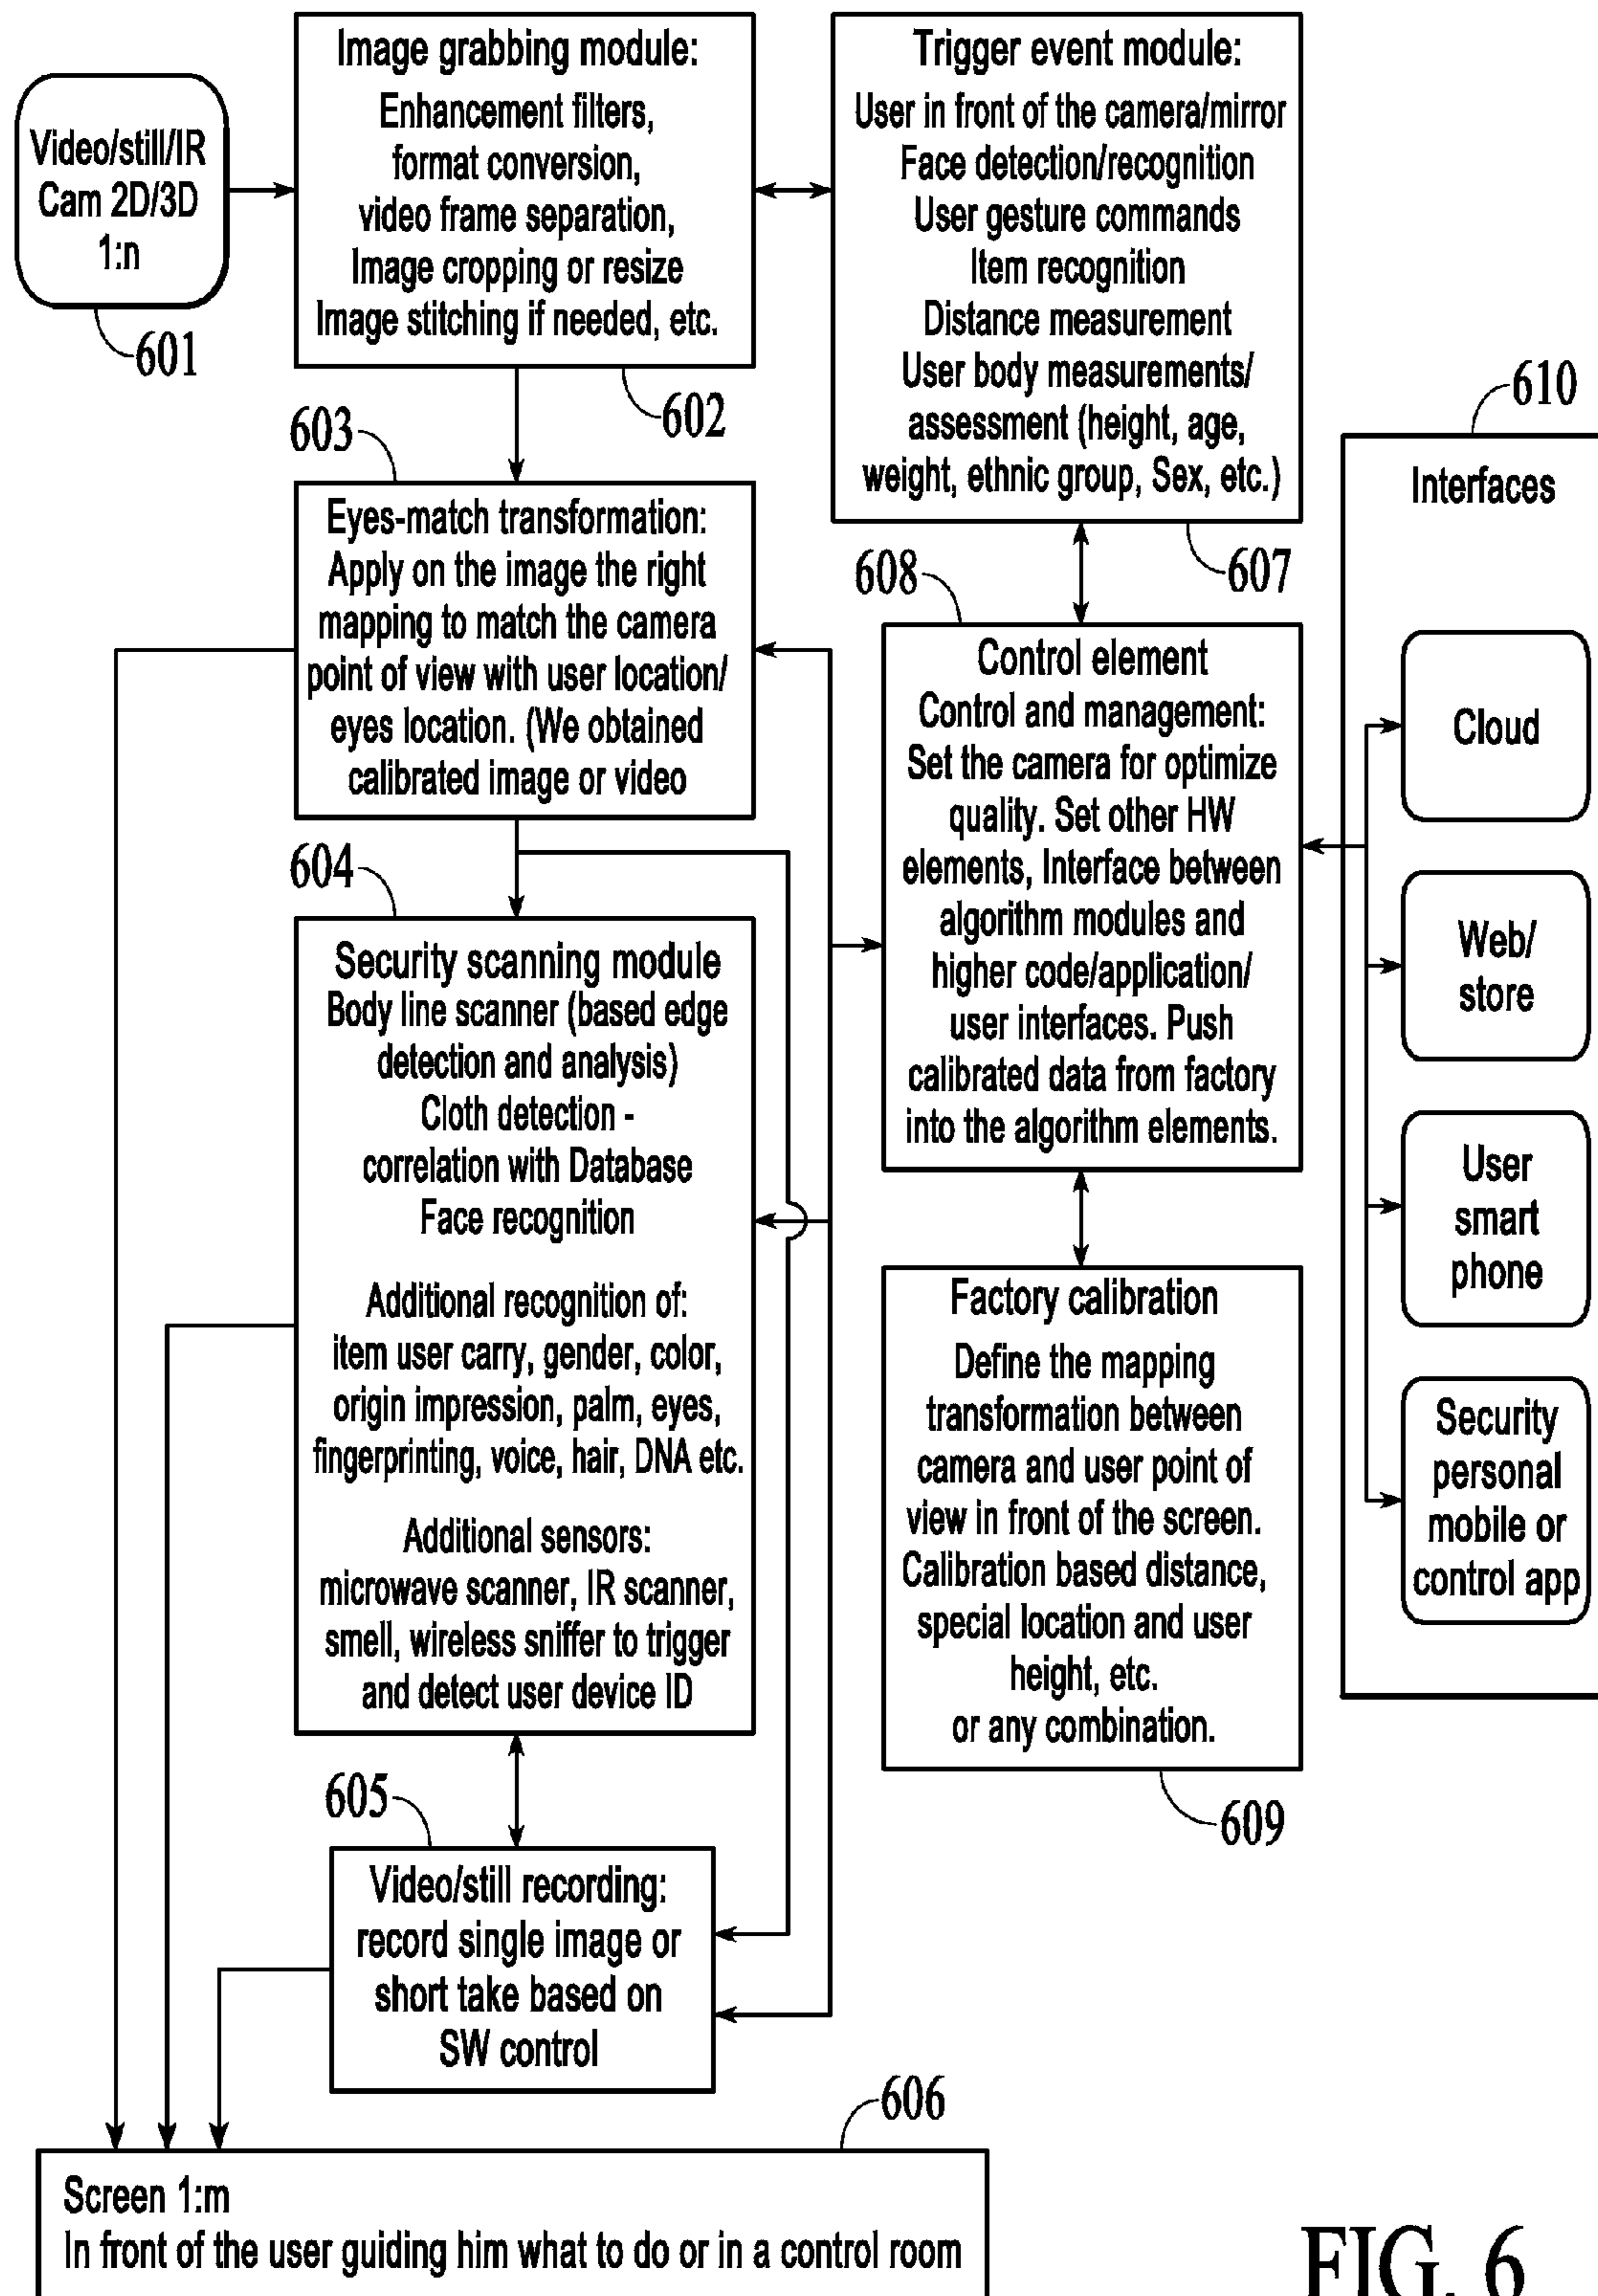 Video/still/IR
Cam 2D/3D
1:n
601
Image grabbing module:
Enhancement filters,
format conversion,
video frame separation,
Image cropping or resize
Image stitching if needed, etc.
602
Trigger event module:
User in front of the camera/mirror
Face detection/recognition
User gesture commands
Item recognition
Distance measurement
User body measurements/
assessment (height, age,
weight, ethnic group, Sex, etc.)
607
603
Eyes-match transformation:
Apply on the image the right
mapping to match the camera
point of view with user location/
eyes location. (We obtained
calibrated image or video
608
Control element
Control and management:
Set the camera for optimize
quality. Set other HW
elements, Interface between
algorithm modules and
higher code/application/
user interfaces. Push
calibrated data from factory
into the algorithm elements.
610
Interfaces
Cloud
Web/
store
User
smart
phone
Security
personal
mobile or
control app
604
Security scanning module
Body line scanner (based edge
detection and analysis)
Cloth detection -
correlation with Database
Face recognition
Additional recognition of:
item user carry, gender, color,
origin impression, palm, eyes,
fingerprinting, voice, hair, DNA etc.
Additional sensors:
microwave scanner, IR scanner,
smell, wireless sniffer to trigger
and detect user device ID
Factory calibration
Define the mapping
transformation between
camera and user point of
view in front of the screen.
Calibration based distance,
special location and user
height, etc.
or any combination.
609
605
Video/still recording:
record single image or
short take based on
SW control
606
Screen 1:m
In front of the user guiding him what to do or in a control room
FIG. 6